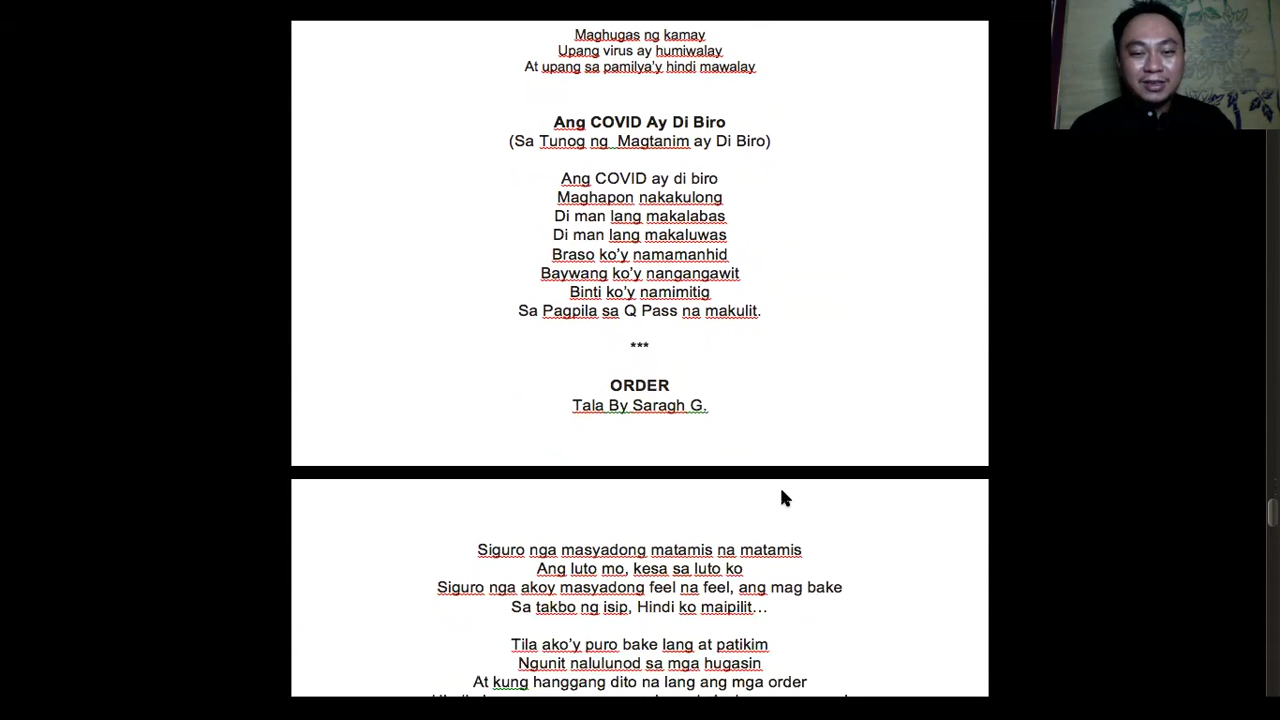 Maghugas ng kamay
Upang virus ay humiwalay
At upang sa pamilya'y hindi mawalay
Ang COVID Ay Di Biro
(Sa Tunog ng Magtanim ay Di Biro)
Ang COVID ay di biro
Maghapon nakakulong
Di man lang makalabas
Di man lang makaluwas
Braso ko'y namamanhid
Baywang ko'y nangangawit
Binti ko'y namimitig
Sa Pagpila sa Q Pass na makulit.
***
ORDER
Tala By Saragh G.
Siguro nga masyadong matamis na matamis
Ang luto mo, kesa sa luto ko
Siguro nga akoy masyadong feel na feel, ang mag bake
Sa takbo ng isip, Hindi ko maipilit…
Tila ako'y puro bake lang at patikim
Ngunit nalulunod sa mga hugasin
At kung hanggang dito na lang ang mga order